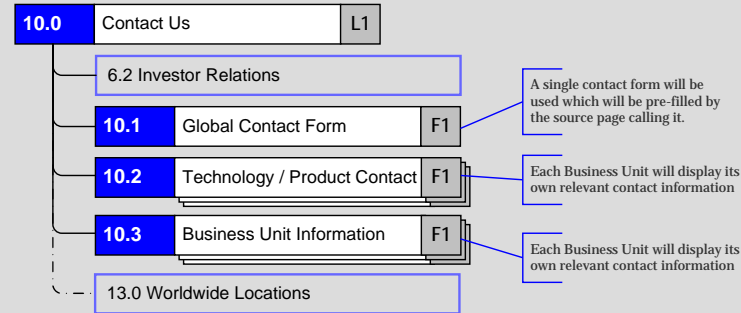 10.0 Contact Us L1
6.2 Investor Relations
A single contact form will be
used which will be pre-filled by
the source page calling it.
10.1 Global Contact Form F1
10.2 Technology / Product Contact F1
Each Business Unit will display its
own relevant contact information
10.3 Business Unit Information F1
Each Business Unit will display its
own relevant contact information
13.0 Worldwide Locations